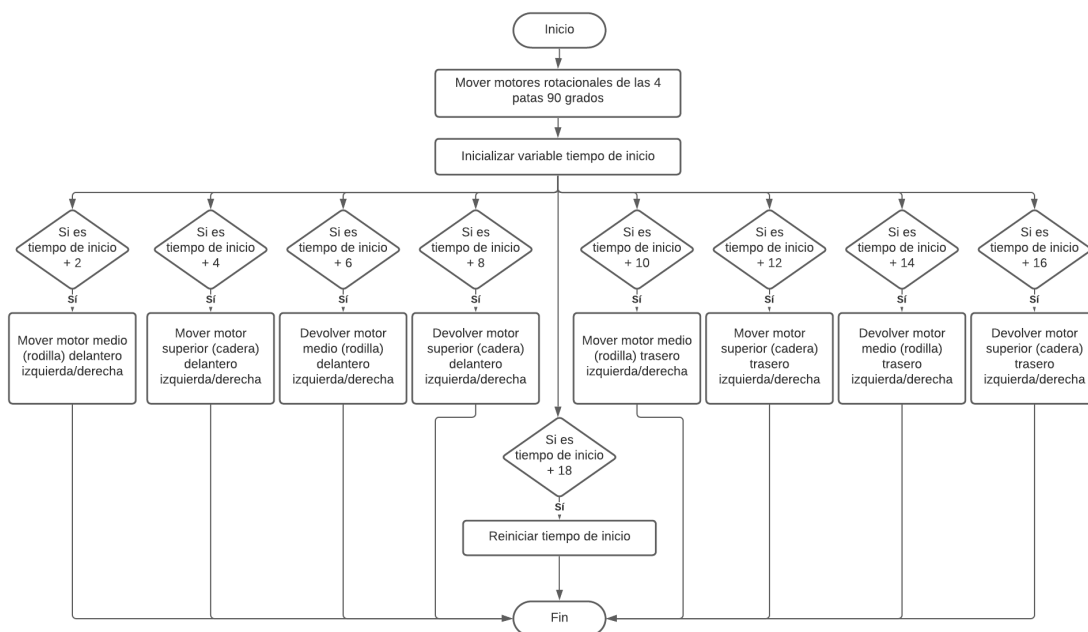 Inicio
Mover motores rotacionales de las 4
patas 90 grados
Inicializar variable tiempo de inicio
Si es
tiempo de inicio
+ 2
Si es
tiempo de inicio
+ 4
Si es
tiempo de inicio
+ 6
Si es
tiempo de inicio
+ 8
Si es
tiempo de inicio
+ 10
Si es
tiempo de inicio
+ 12
Si es
tiempo de inicio
+ 14
Si es
tiempo de inicio
+ 16
Sí
Sí
Sí
Sí
Sí
Sí
Sí
Sí
Mover motor medio
(rodilla) delantero
izquierda/derecha
Mover motor
superior (cadera)
delantero
izquierda/derecha
Devolver motor
medio (rodilla)
delantero
izquierda/derecha
Devolver motor
superior (cadera)
delantero
izquierda/derecha
Mover motor medio
(rodilla) trasero
izquierda/derecha
Mover motor
superior (cadera)
trasero
izquierda/derecha
Devolver motor
medio (rodilla)
trasero
izquierda/derecha
Devolver motor
superior (cadera)
trasero
izquierda/derecha
Si es
tiempo de inicio
+ 18
Sí
Reiniciar tiempo de inicio
Fin